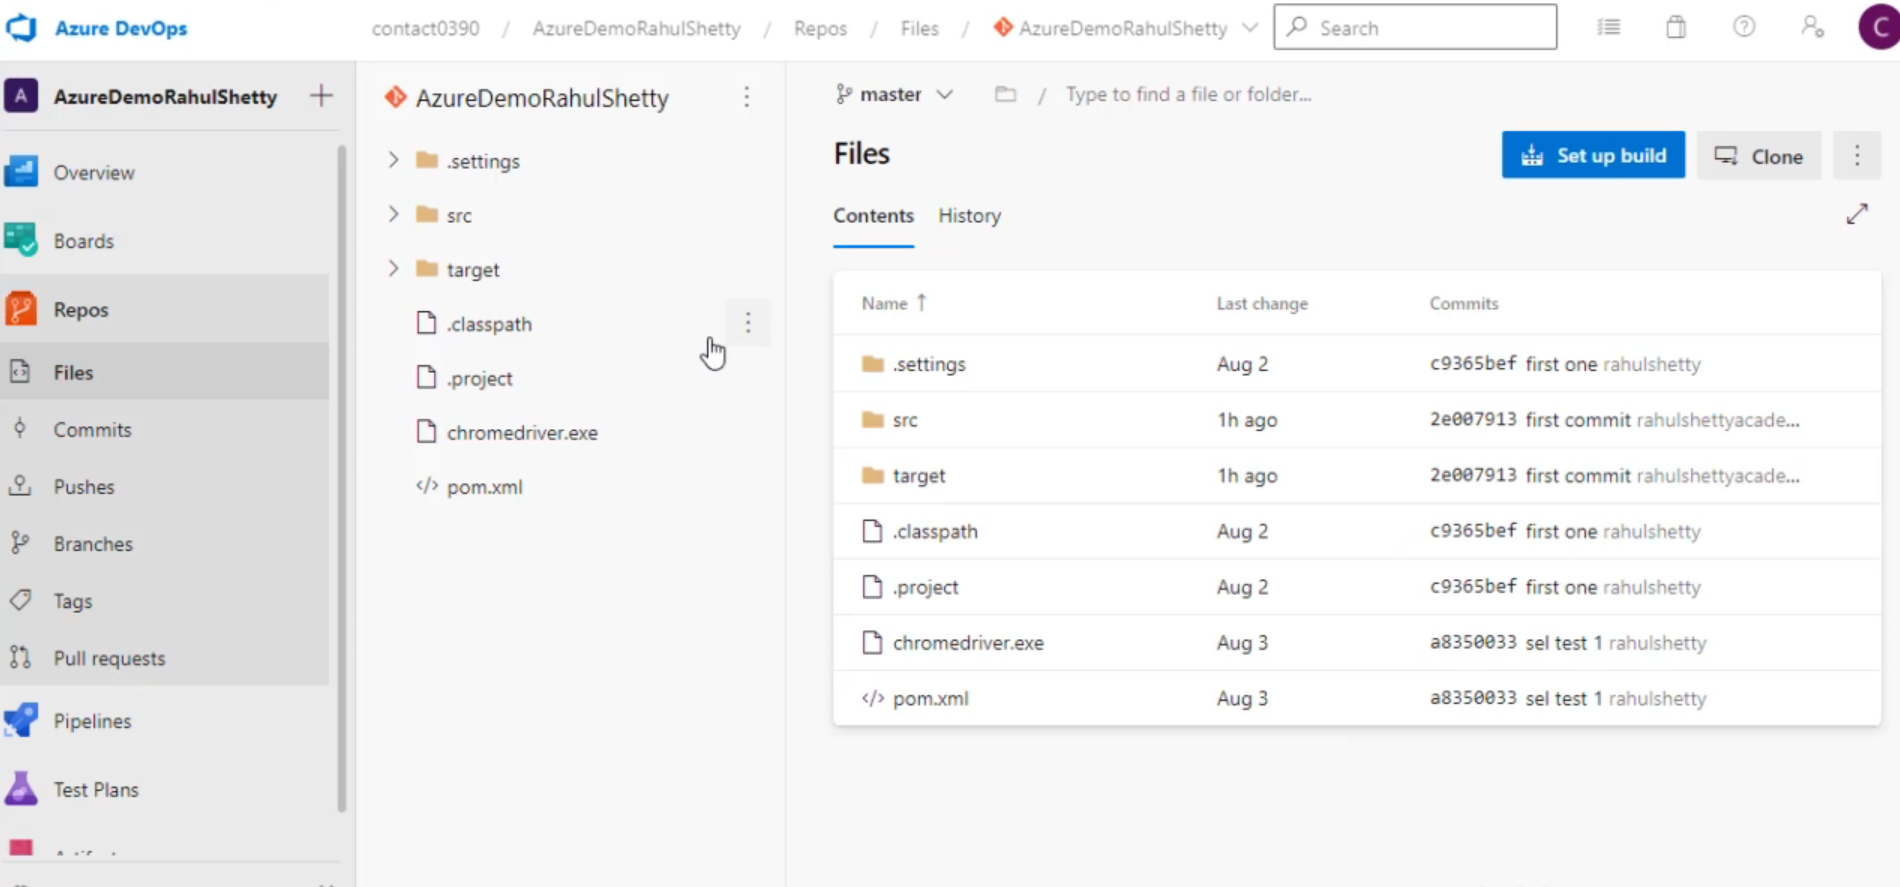 Azure DevOps
contact0390 / AzureDemoRahulShetty / Repos / Files / AzureDemoRahulShetty
Search
C
A AzureDemoRahulShetty
Overview
Boards
Repos
Files
Commits
Pushes
Branches
Tags
Pull requests
Pipelines
Test Plans
AzureDemoRahulShetty
.settings
src
target
.classpath
.project
chromedriver.exe
pom.xml
master / Type to find a file or folder...
Files
Set up build
Clone
Contents History
Name Last change Commits
.settings Aug 2 c9365bef first one rahulshetty
src 1h ago 2e007913 first commit rahulshettyacade...
target 1h ago 2e007913 first commit rahulshettyacade...
.classpath Aug 2 c9365bef first one rahulshetty
.project Aug 2 c9365bef first one rahulshetty
chromedriver.exe Aug 3 a8350033 sel test 1 rahulshetty
pom.xml Aug 3 a8350033 sel test 1 rahulshetty